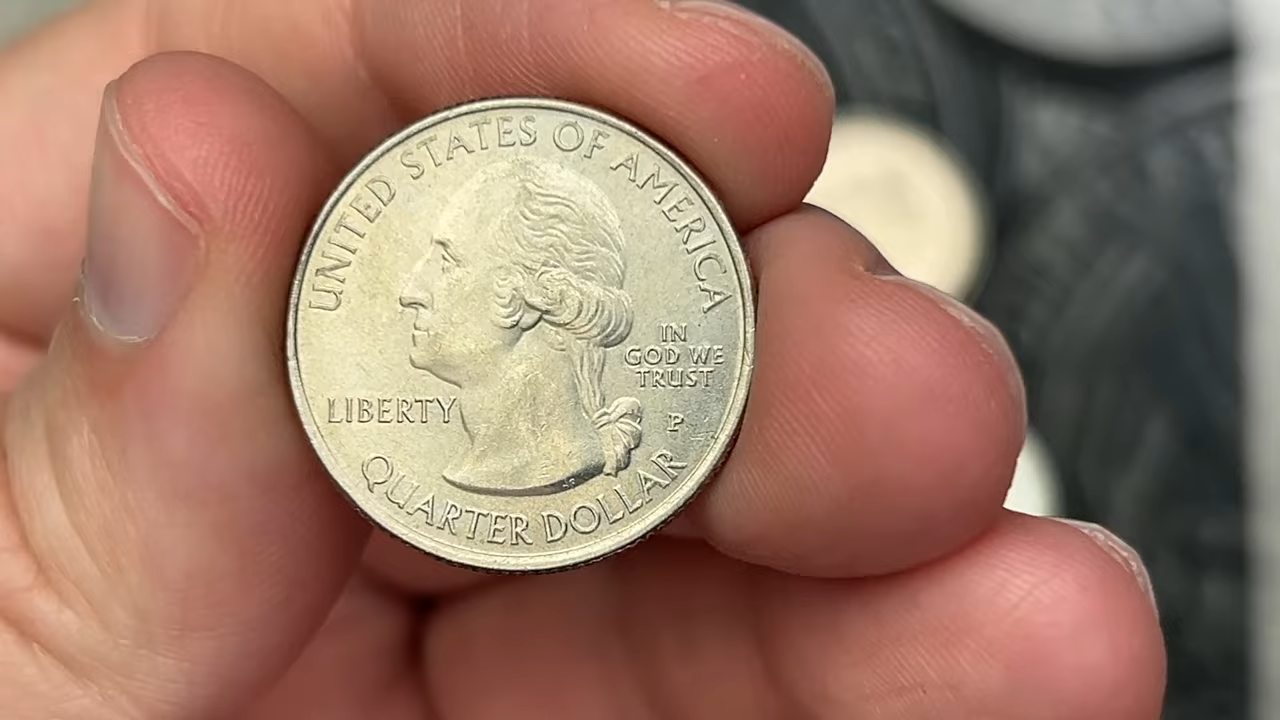 UNITED STATES OF AMERICA
LIBERTY
IN
GOD WE
TRUST
P
QUARTER DOLLAR